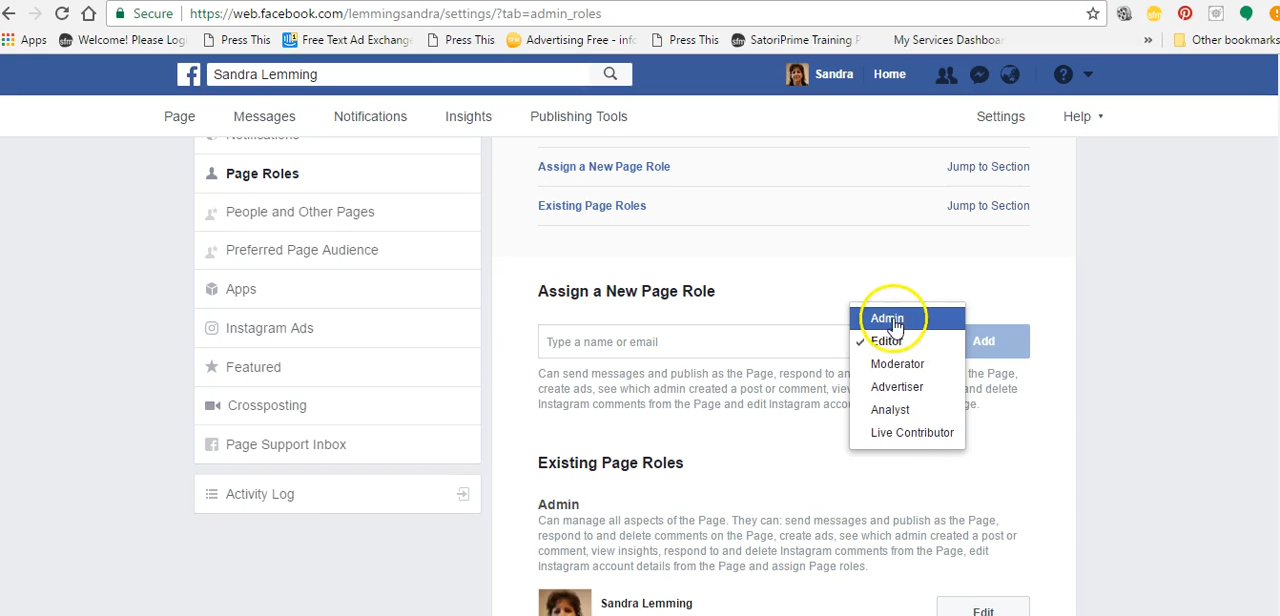 Secure https://web.facebook.com/lemmingsandra/settings/?tab=admin_roles
Apps Welcome! Please Log Press This Free Text Ad Exchange Press This Advertising Free - info Press This SatoriPrime Training P My Services Dashboar » Other bookmarks
Sandra Lemming Sandra Home
Page Messages Notifications Insights Publishing Tools Settings Help
Notifications
Page Roles
People and Other Pages
Preferred Page Audience
Apps
Instagram Ads
Featured
Crossposting
Page Support Inbox
Activity Log
Assign a New Page Role Jump to Section
Existing Page Roles Jump to Section
Assign a New Page Role
Type a name or email
Add
Admin
Editor
Moderator
Advertiser
Analyst
Live Contributor
Can send messages and publish as the Page, respond to an the Page,
create ads, see which admin created a post or comment, vie and delete
Instagram comments from the Page and edit Instagram accou ge.
Existing Page Roles
Admin
Can manage all aspects of the Page. They can: send messages and publish as the Page,
respond to and delete comments on the Page, create ads, see which admin created a post or
comment, view insights, respond to and delete Instagram comments from the Page, edit
Instagram account details from the Page and assign Page roles.
Sandra Lemming
Edit